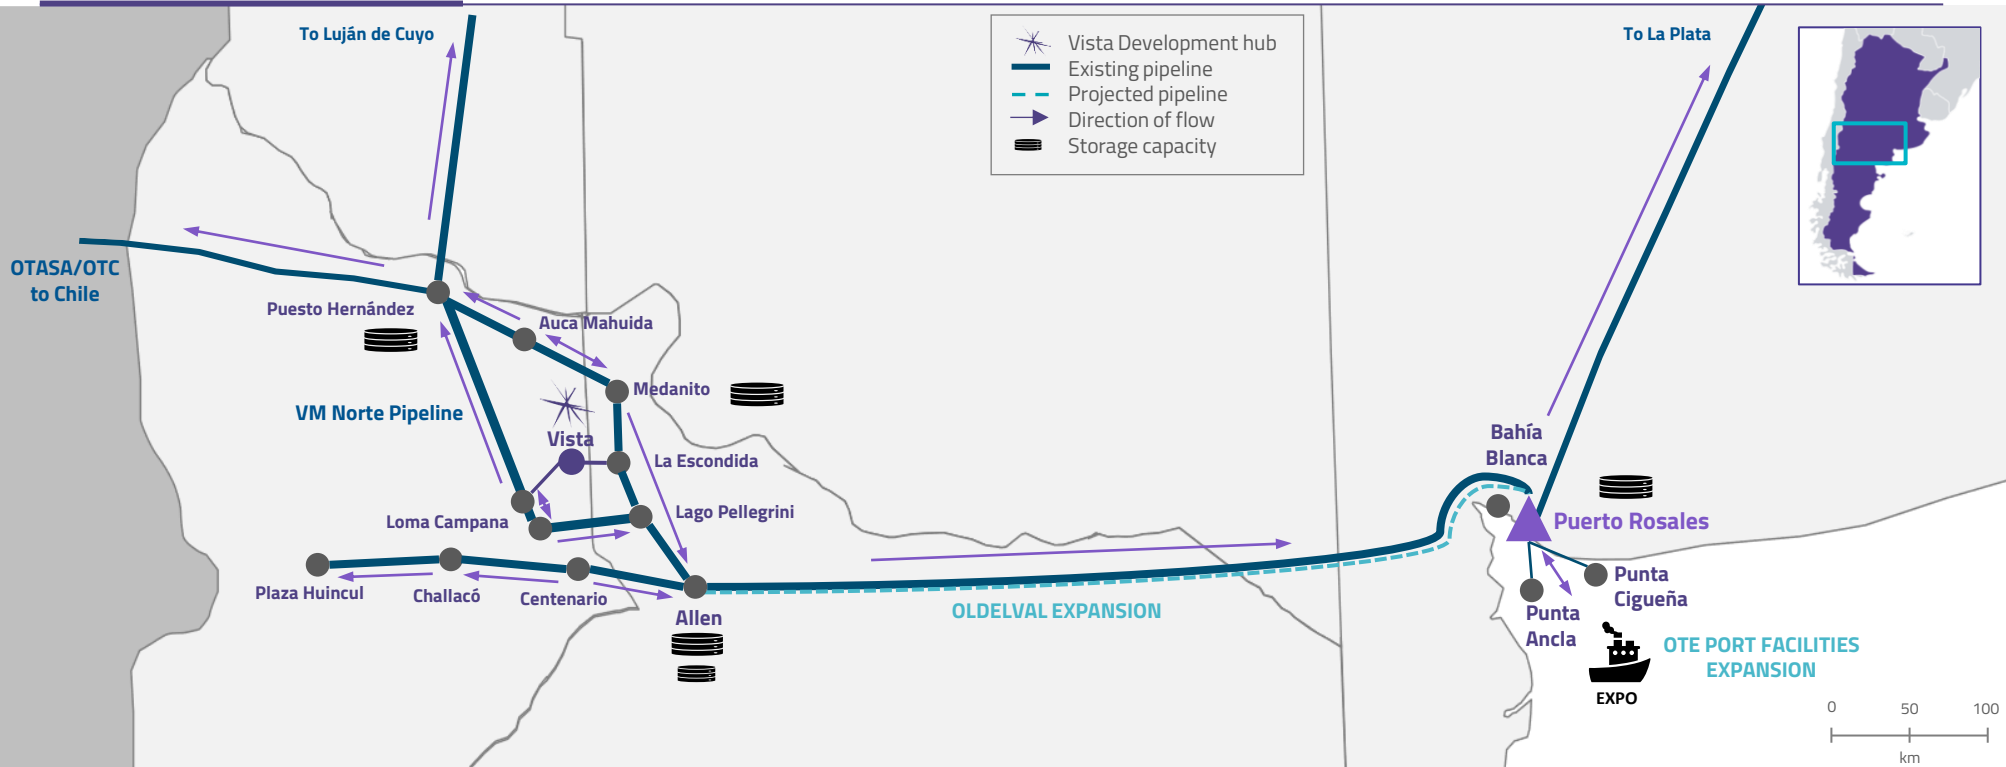 To Luján de Cuyo
Vista Development hub
Existing pipeline
Projected pipeline
Direction of flow
Storage capacity
To La Plata
OTASA/OTC
to Chile
Puesto Hernández
Auca Mahuida
Medanito
VM Norte Pipeline
Vista
La Escondida
Loma Campana
Lago Pellegrini
Plaza Huincul
Challacó
Centenario
Allen
OLDELVAL EXPANSION
Bahía
Blanca
Puerto Rosales
Punta
Cigueña
Punta
Ancla
EXPO
OTE PORT FACILITIES
EXPANSION
0 50 100
km